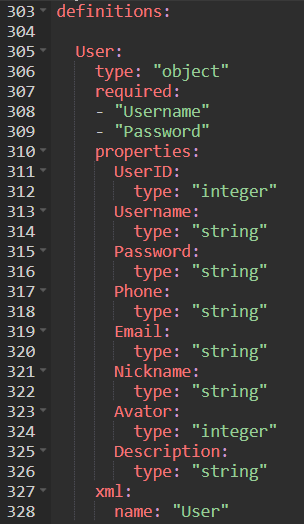 303 definitions:
304
305   User:
306     type: "object"
307     required:
308     - "Username"
309     - "Password"
310     properties:
311       UserID:
312         type: "integer"
313       Username:
314         type: "string"
315       Password:
316         type: "string"
317       Phone:
318         type: "string"
319       Email:
320         type: "string"
321       Nickname:
322         type: "string"
323       Avator:
324         type: "integer"
325       Description:
326         type: "string"
327     xml:
328       name: "User"